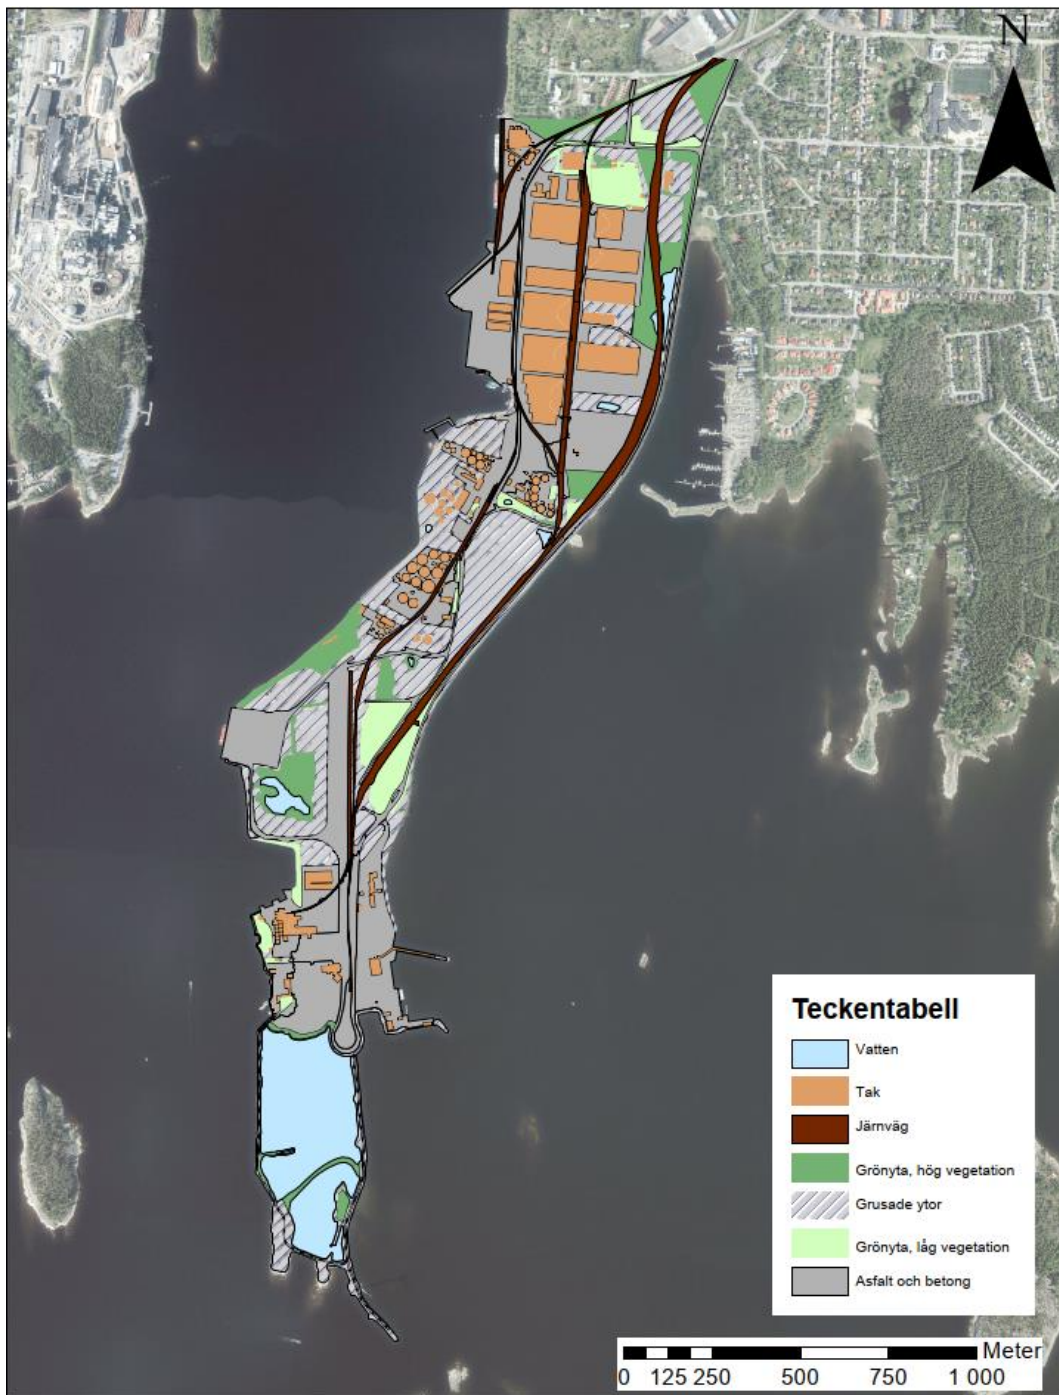 N
Teckentabell
Vatten
Tak
Järnväg
Grönyta, hög vegetation
Grusade ytor
Grönyta, låg vegetation
Asfalt och betong
Meter
0 125 250 500 750 1 000